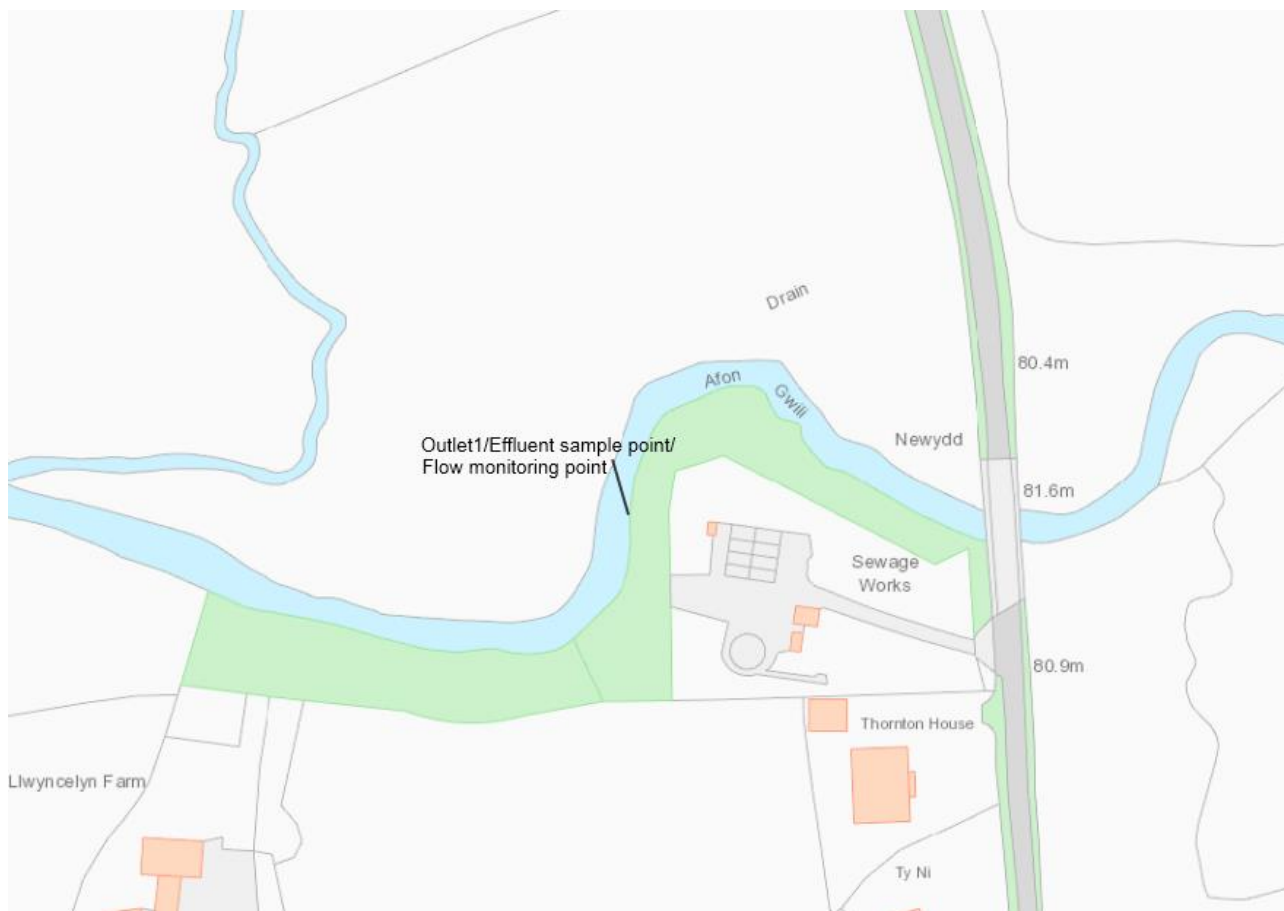 Drain
80.4m
Afon
Gwili
Newydd
Outlet1/Effluent sample point/
Flow monitoring point
81.6m
Sewage
Works
80.9m
Thornton House
Llwyncelyn Farm
Ty Ni